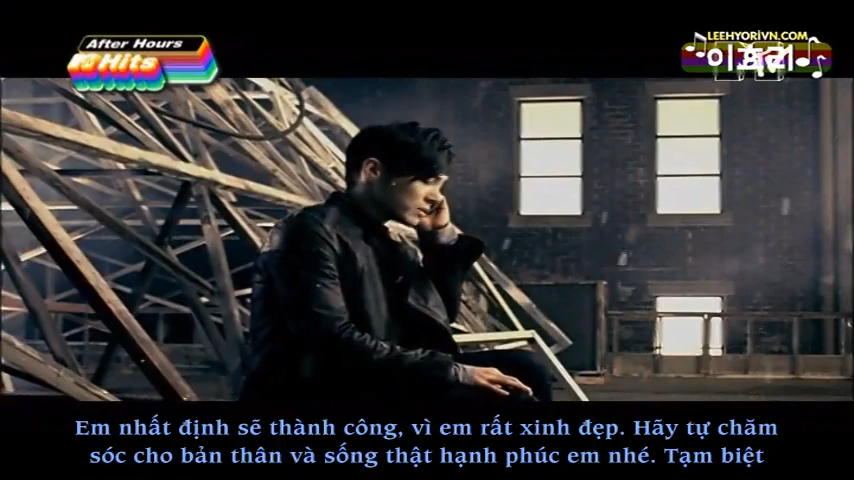 After Hours
Hits
LEEHYORIVN.COM
이효리
Em nhất định sẽ thành công, vì em rất xinh đẹp. Hãy tự chăm
sóc cho bản thân và sống thật hạnh phúc em nhé. Tạm biệt